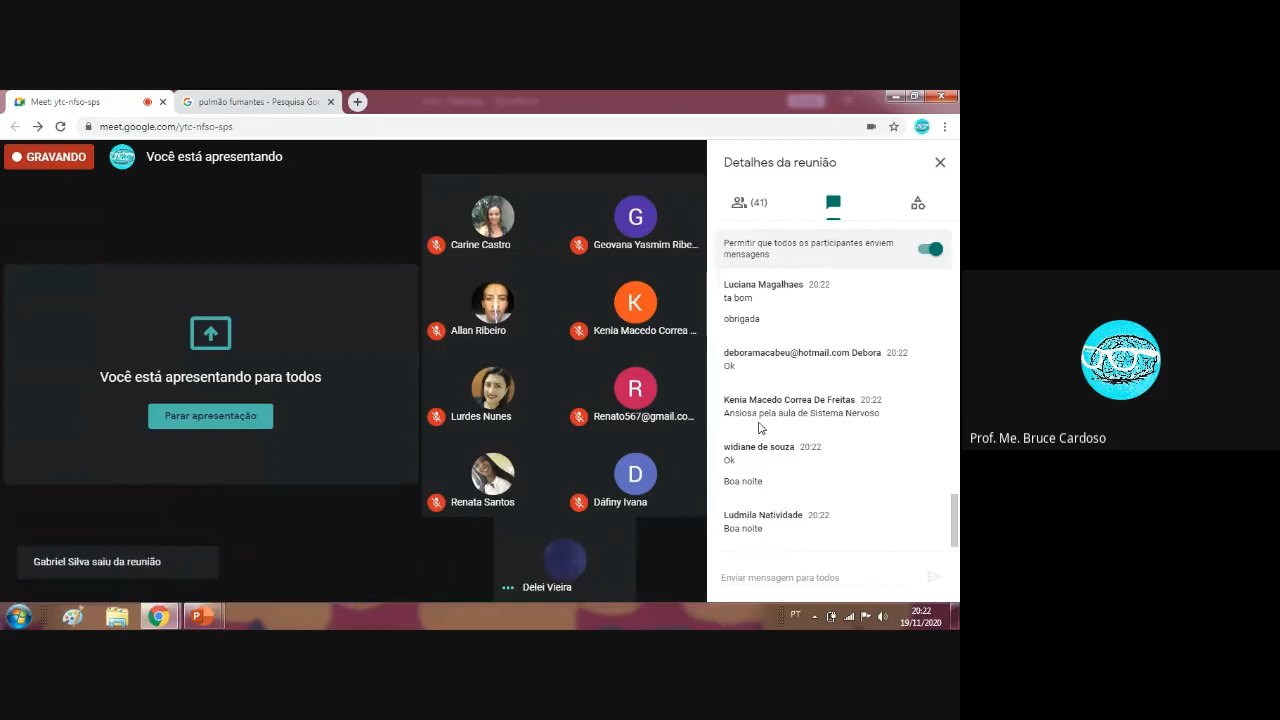 Meet: ytc-nfso-sps
pulmão fumantes - Pesquisa Goo
meet.google.com/ytc-nfso-sps
GRAVANDO
Você está apresentando
Detalhes da reunião
(41)
Permitir que todos os participantes enviem
mensagens
Carine Castro
G
Geovana Yasmim Ribe...
Allan Ribeiro
K
Kenia Macedo Correa ...
Lurdes Nunes
R
Renato567@gmail.co...
Renata Santos
D
Dáfiny Ivana
Delei Vieira
Você está apresentando para todos
Parar apresentação
Gabriel Silva saiu da reunião
Luciana Magalhaes 20:22
ta bom
obrigada
deboramacabeu@hotmail.com Debora 20:22
Ok
Kenia Macedo Correa De Freitas 20:22
Ansiosa pela aula de Sistema Nervoso
widiane de souza 20:22
Ok
Boa noite
Ludmila Natividade 20:22
Boa noite
Enviar mensagem para todos
Prof. Me. Bruce Cardoso
PT
20:22
19/11/2020